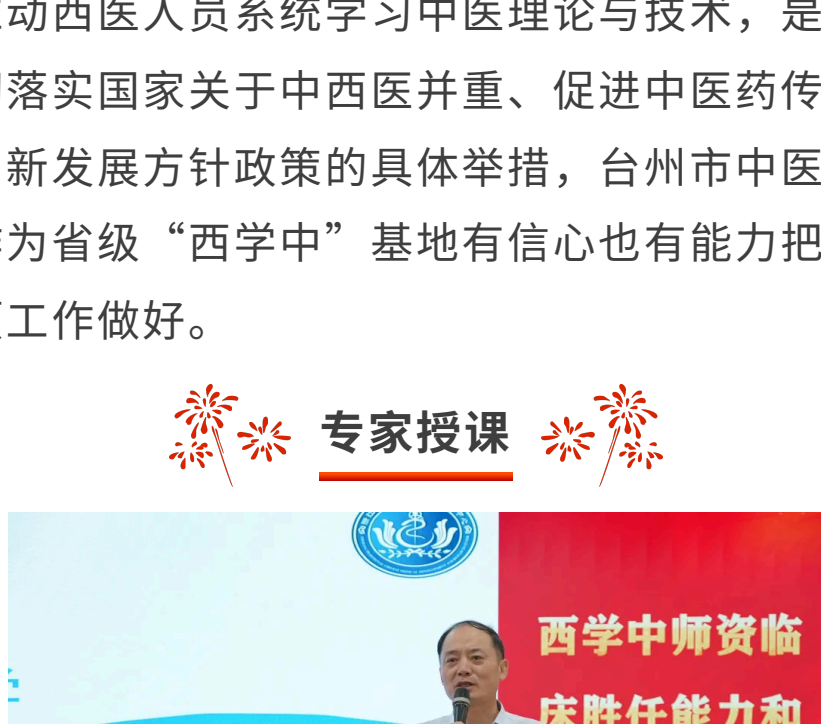 动西医人员系统学习中医理论与技术，是
落实国家关于中西医并重、促进中医药传
新发展方针政策的具体举措，台州市中医
为省级“西学中”基地有信心也有能力把
工作做好。
专家授课
西学中师资临
床胜任能力和